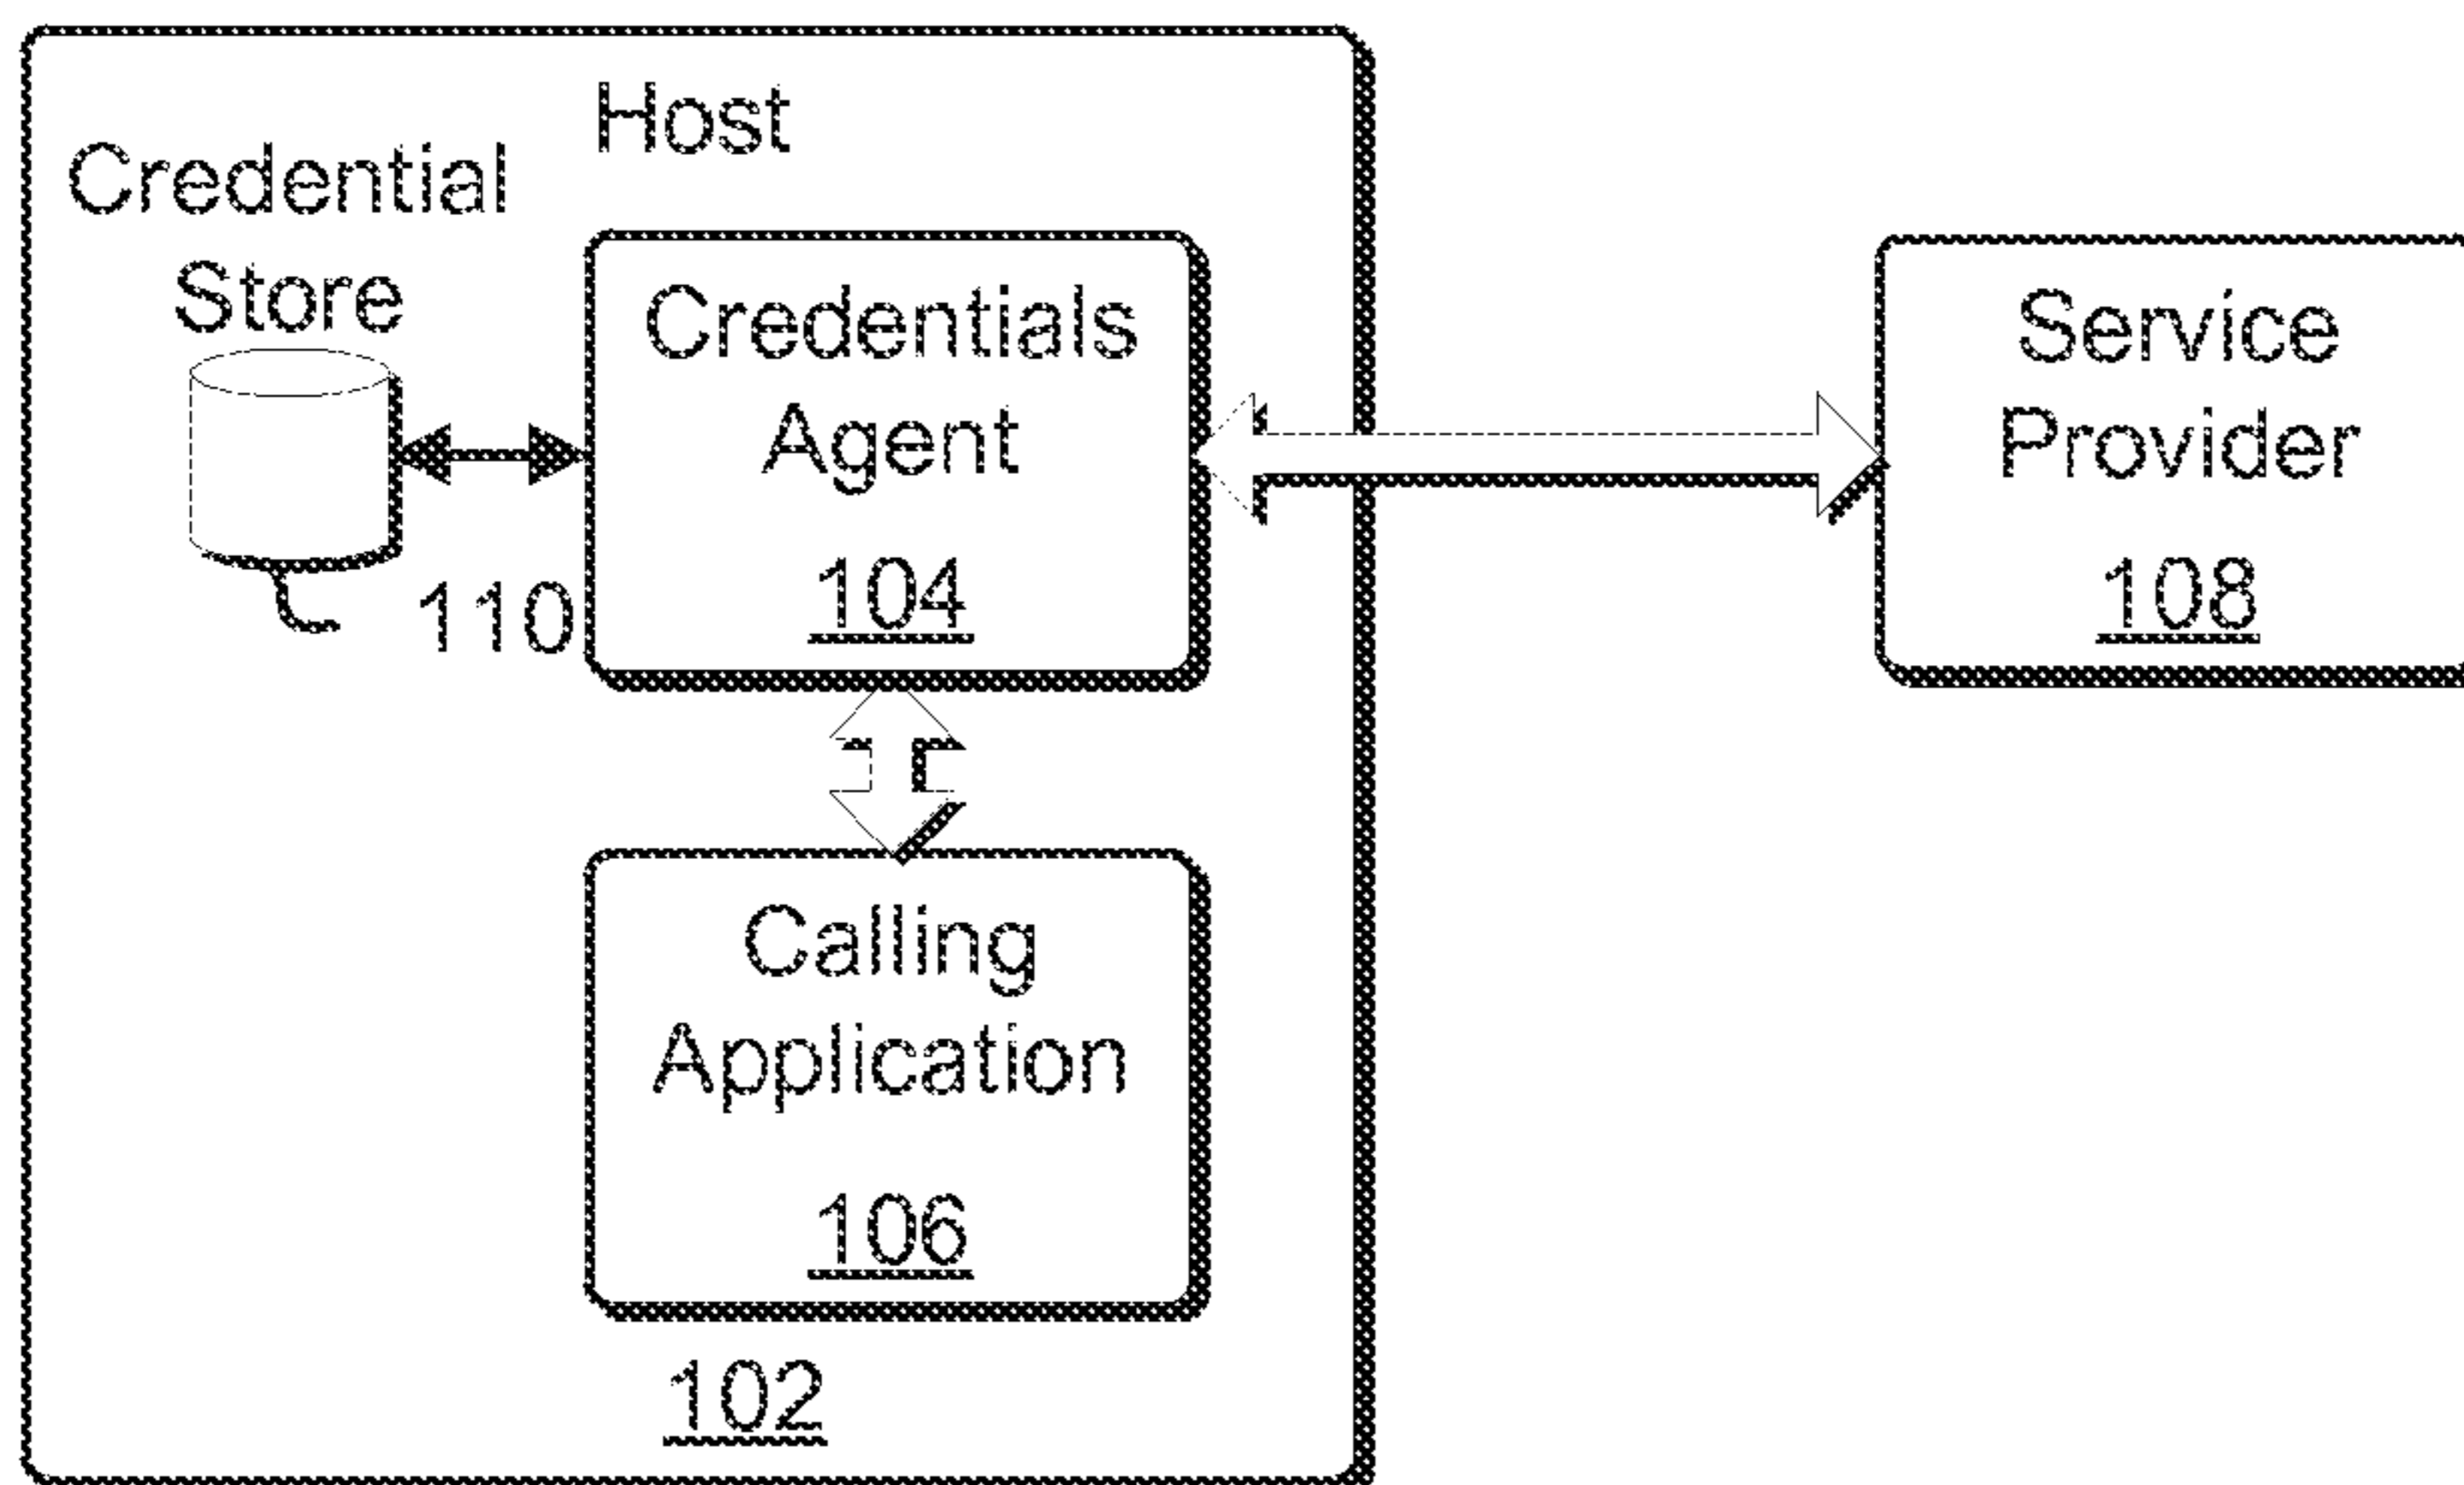 Host
Credential
Store
110
Credentials
Agent
104
Service
Provider
108
Calling
Application
106
102